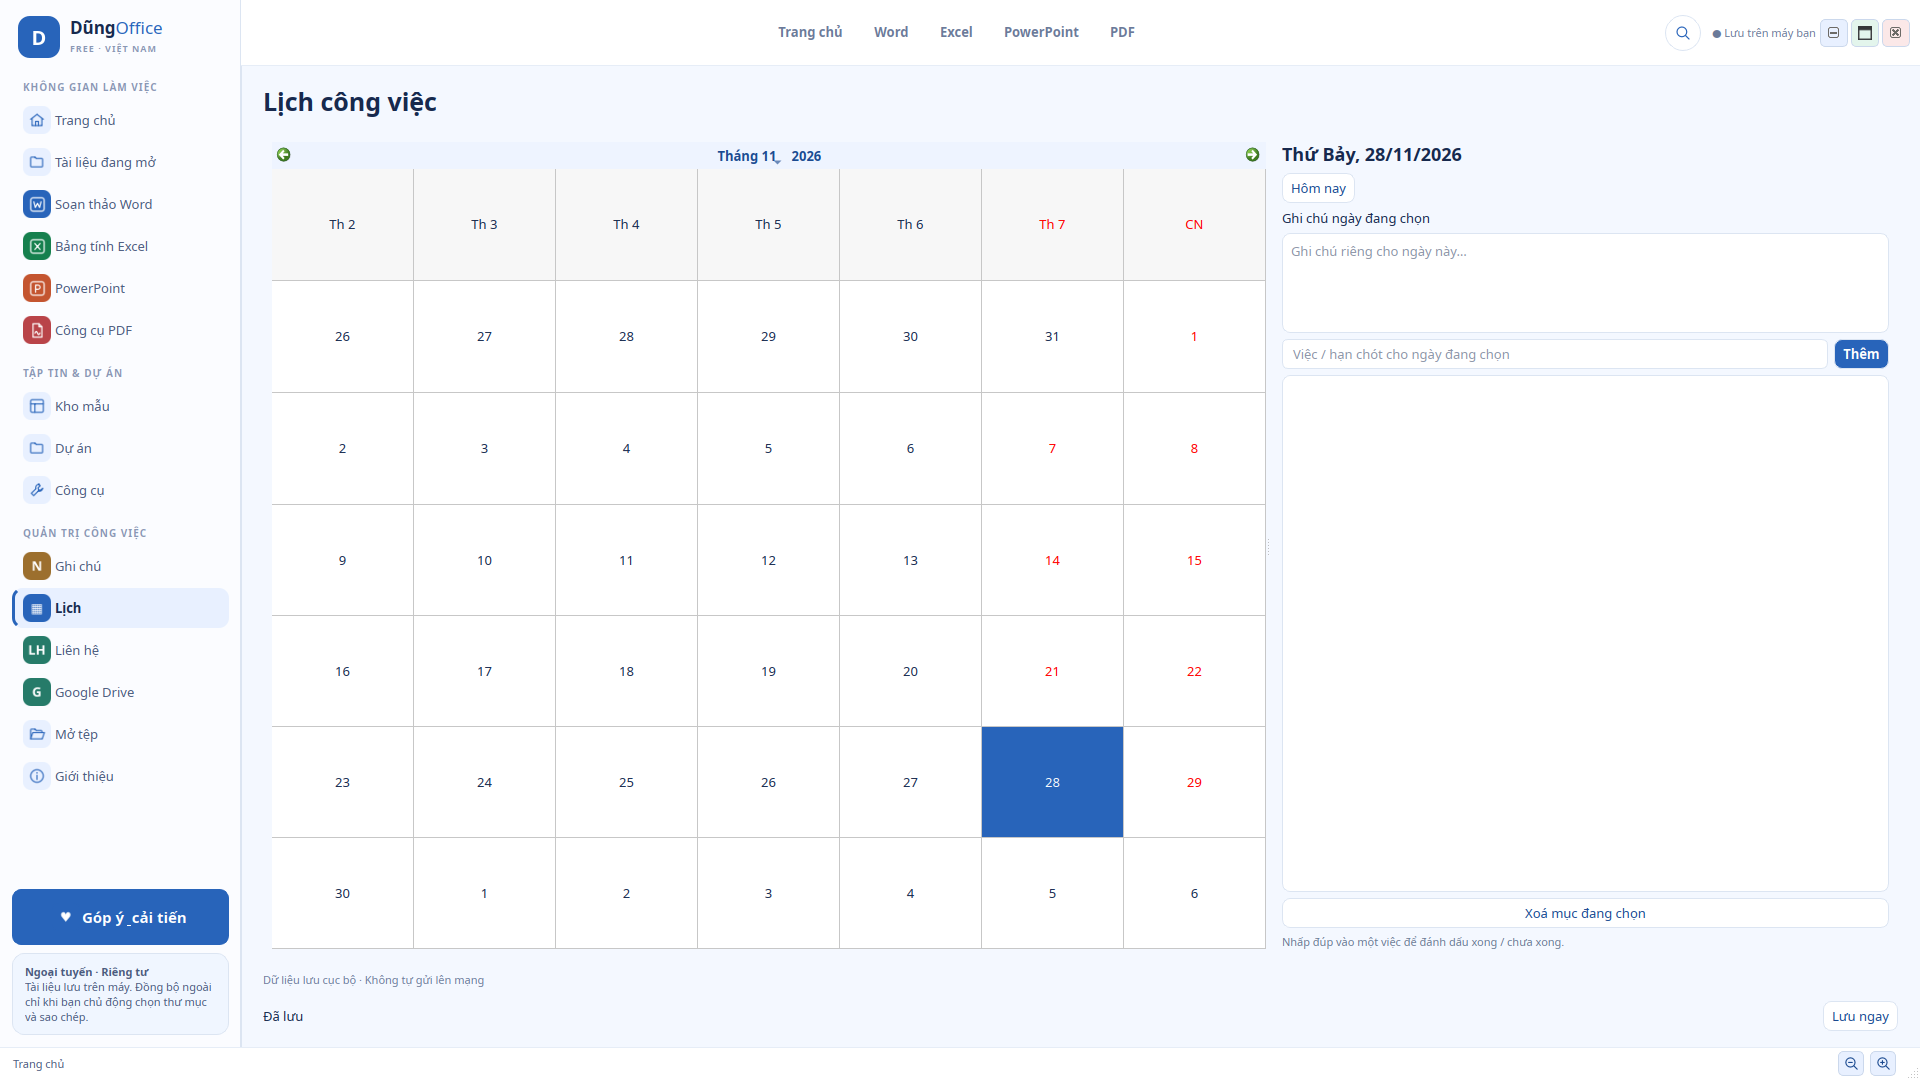 D
DũngOffice
FREE · VIỆT NAM
Trang chủ
Word
Excel
PowerPoint
PDF
● Lưu trên máy bạn
KHÔNG GIAN LÀM VIỆC
Trang chủ
Tài liệu đang mở
Soạn thảo Word
Bảng tính Excel
PowerPoint
Công cụ PDF
TẬP TIN & DỰ ÁN
Kho mẫu
Dự án
Công cụ
QUẢN TRỊ CÔNG VIỆC
N Ghi chú
Lịch
LH Liên hệ
G Google Drive
Mở tệp
Giới thiệu
♥ Góp ý _cải tiến
Ngoại tuyến · Riêng tư
Tài liệu lưu trên máy. Đồng bộ ngoài
chỉ khi bạn chủ động chọn thư mục
và sao chép.
Lịch công việc
Tháng 11 2026
Th 2 Th 3 Th 4 Th 5 Th 6 Th 7 CN
26 27 28 29 30 31 1
2 3 4 5 6 7 8
9 10 11 12 13 14 15
16 17 18 19 20 21 22
23 24 25 26 27 28 29
30 1 2 3 4 5 6
Thứ Bảy, 28/11/2026
Hôm nay
Ghi chú ngày đang chọn
Ghi chú riêng cho ngày này...
Việc / hạn chót cho ngày đang chọn
Thêm
Xoá mục đang chọn
Nhấp đúp vào một việc để đánh dấu xong / chưa xong.
Dữ liệu lưu cục bộ · Không tự gửi lên mạng
Đã lưu
Lưu ngay
Trang chủ